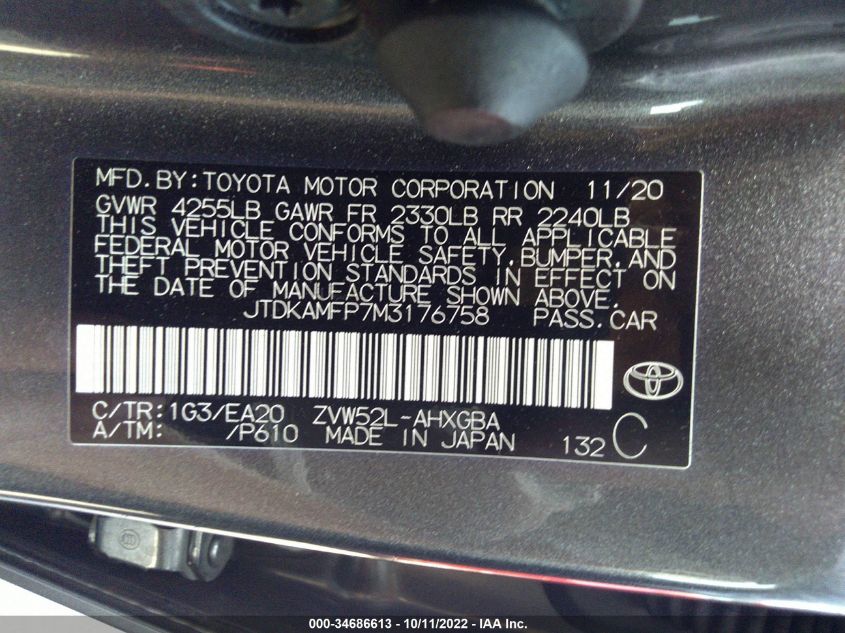 MFD.BY:TOYOTA MOTOR CORPORATION 11/20
GVWR 4255LB GAWR FR 2330LB RR 2240LB
THIS VEHICLE CONFORMS TO ALL APPLICABLE
FEDERAL MOTOR VEHICLE SAFETY,BUMPER,AND
THEFT PREVENTION STANDARDS IN EFFECT ON
THE DATE OF MANUFACTURE SHOWN ABOVE.
JTDKAMFP7M3176758 PASS.CAR
C/TR:1G3/EA20 ZVW52L-AHXGBA
A/TM: /P610 MADE IN JAPAN 132 C
000-34686613 - 10/11/2022 - IAA Inc.